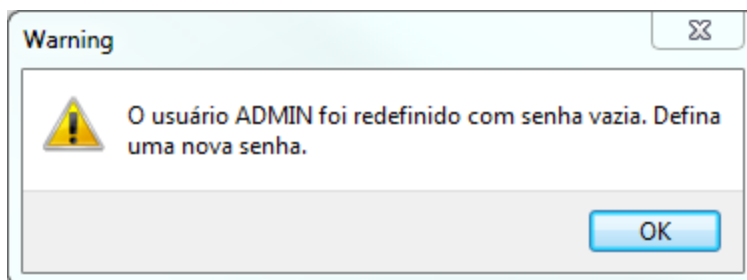 Warning
O usuário ADMIN foi redefinido com senha vazia. Defina
uma nova senha.
OK